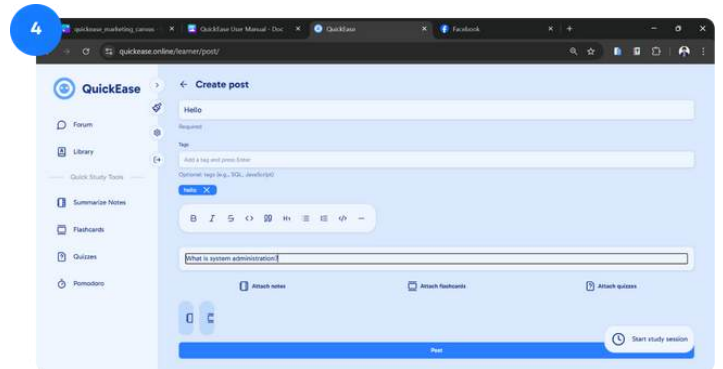 4
quickease_marketing_canvas
QuickEase User Manual - Doc
QuickEase
Facebook
quickease.online/learner/post/
QuickEase
Create post
Hello
Required
Forum
Tags
Library
Add a tag and press Enter
Optional: tags (e.g., SQL, JavaScript)
Quick Study Tools
hello
Summarize Notes
B I S H1
Flashcards
Quizzes
What is system administration?
Pomodoro
Attach notes
Attach flashcards
Attach quizzes
Start study session
Post